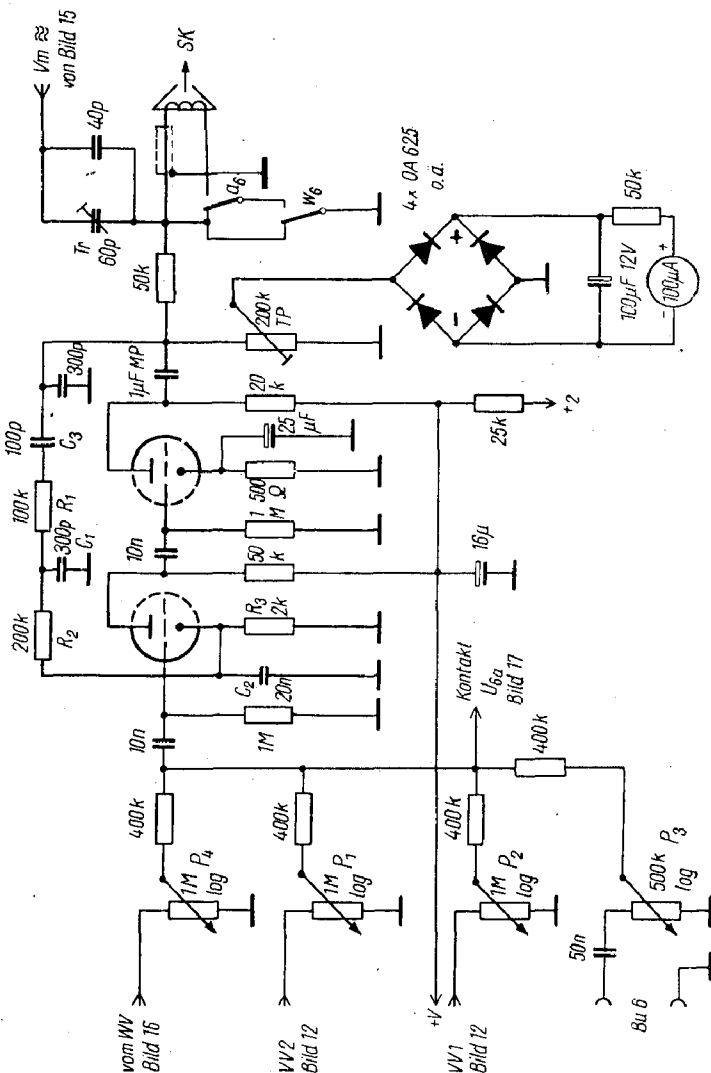 Vm ≈
von Bild 15
Tr
60p
40p
SK
50k
a6
w6
4x OA 625
o.ä.
200k
TP
+
-
100µF 12V
50k
+
-
100µA
100p
C3
300p
1µF MP
20
k
25
µF
25k
+2
100k
R1
300p
C1
10n
1
M
500
Ω
50
k
16µ
200k
R2
R3
2k
C2
20n
10n
1M
Kontakt
U6a
Bild 17
400k
400k
400k
400k
1M P4
log
1M P1
log
1M P2
log
500k P3
log
50n
vom WV
Bild 16
VV2
Bild 12
+V
VV1
Bild 12
Bu 6